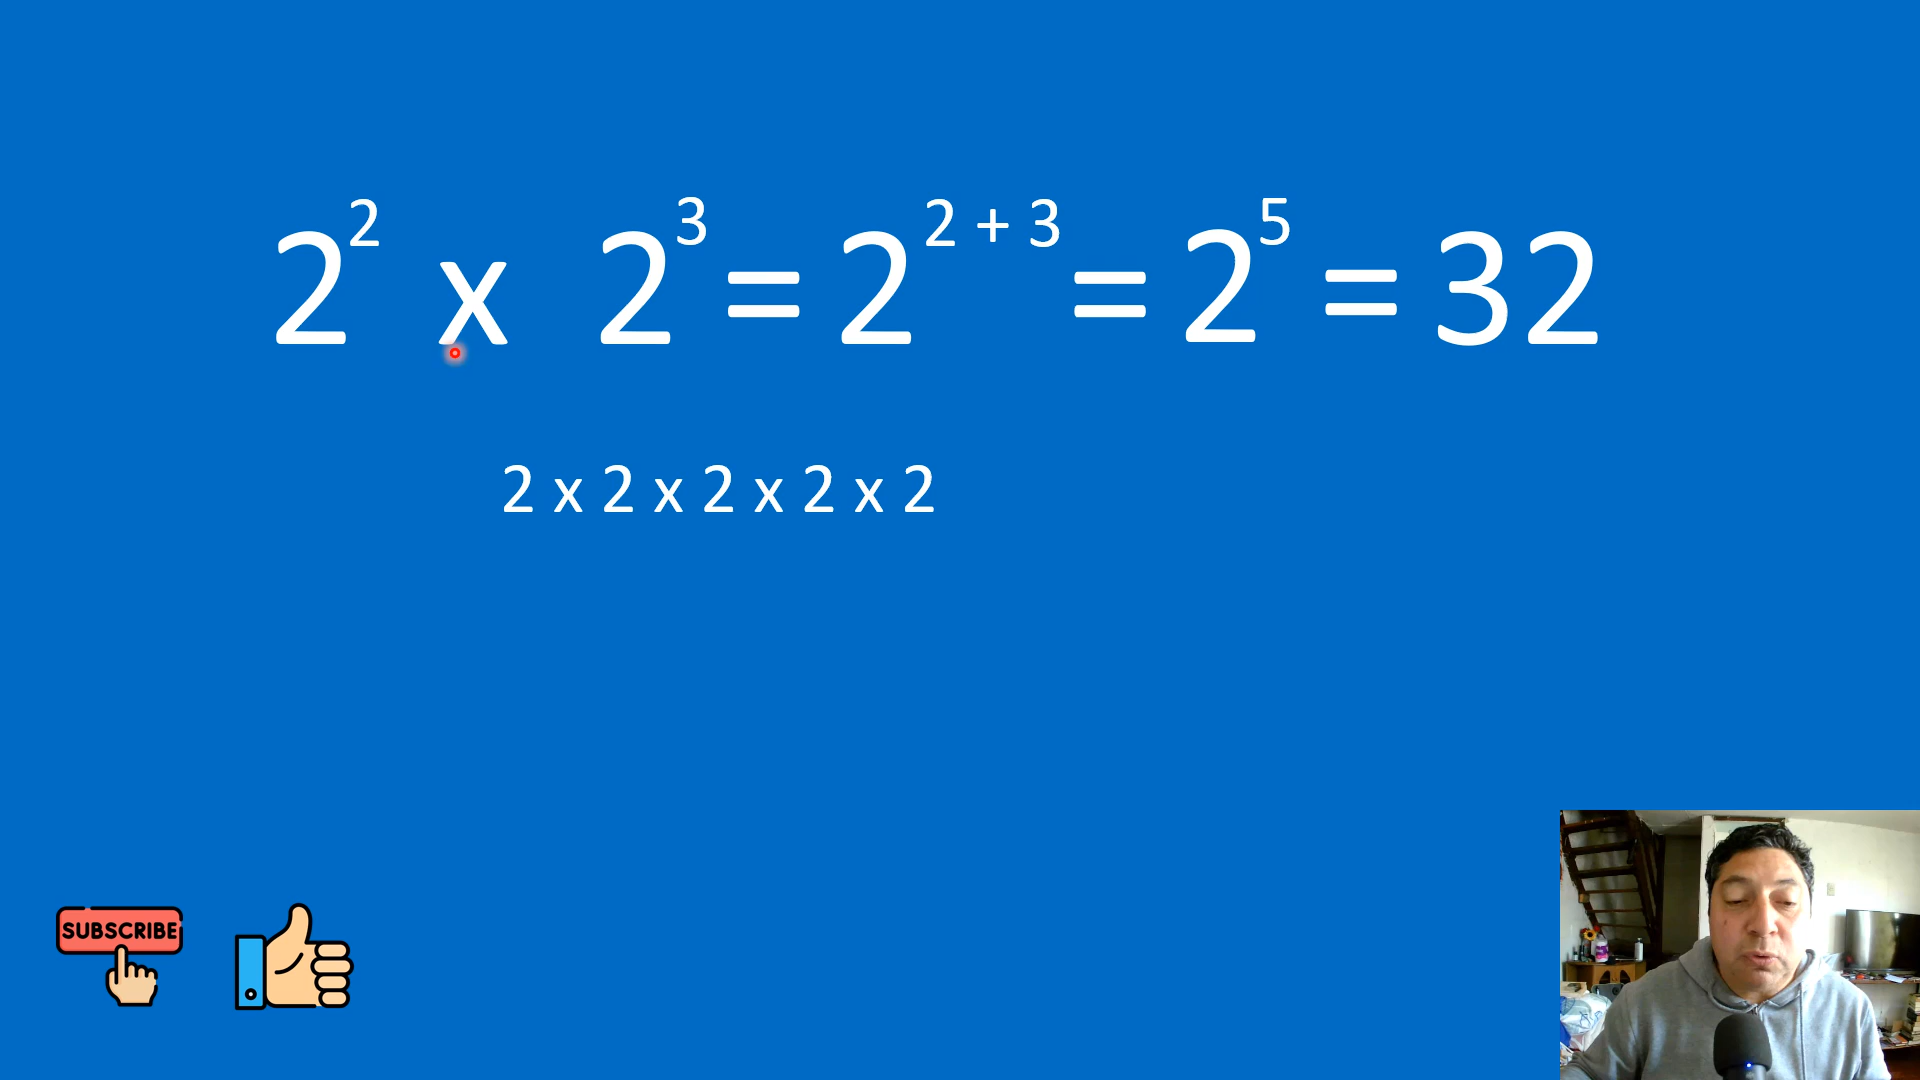 2² x 2³ = 2² ⁺ ³ = 2⁵ = 32
2 x 2 x 2 x 2 x 2
SUBSCRIBE